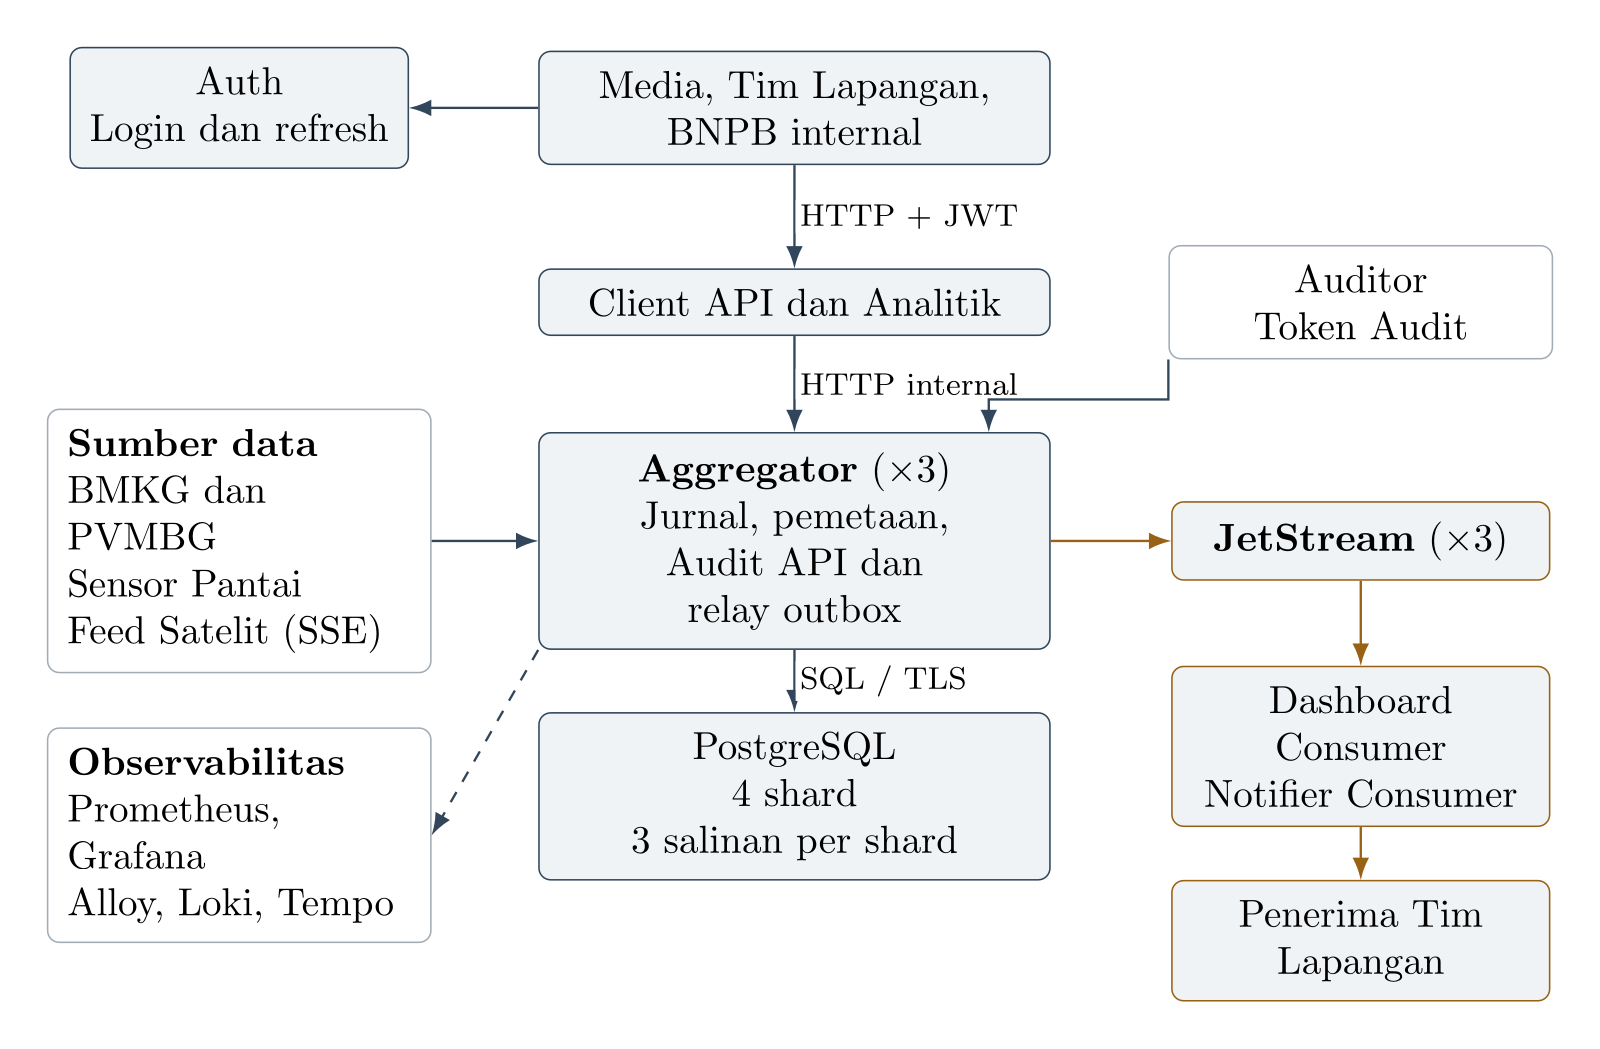 Auth
Login dan refresh
Media, Tim Lapangan,
BNPB internal
HTTP + JWT
Client API dan Analitik
Auditor
Token Audit
HTTP internal
Sumber data
BMKG dan
PVMBG
Sensor Pantai
Feed Satelit (SSE)
Aggregator (×3)
Jurnal, pemetaan,
Audit API dan
relay outbox
JetStream (×3)
SQL / TLS
Observabilitas
Prometheus,
Grafana
Alloy, Loki, Tempo
PostgreSQL
4 shard
3 salinan per shard
Dashboard
Consumer
Notifier Consumer
Penerima Tim
Lapangan